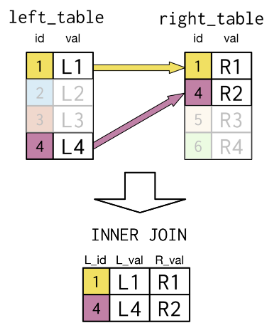 left_table right_table
id val id val
1 L1 1 R1
2 L2 4 R2
3 L3 5 R3
4 L4 6 R4
INNER JOIN
L_id L_val R_val
1 L1 R1
4 L4 R2